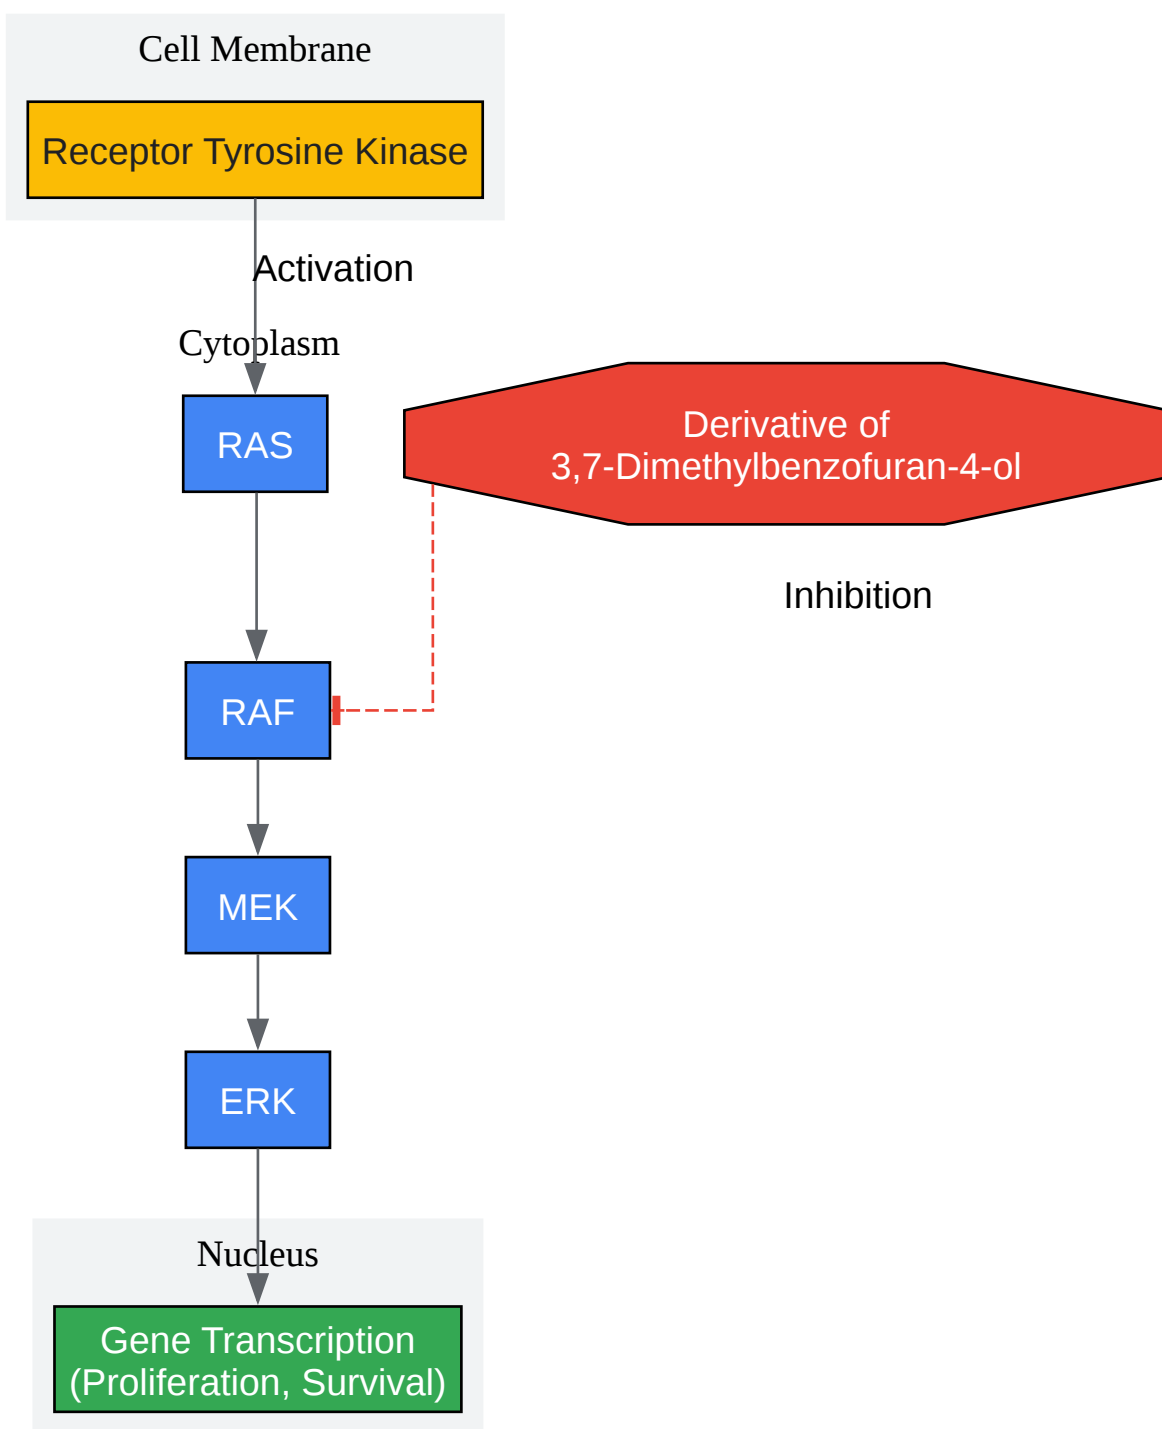 Cell Membrane
Receptor Tyrosine Kinase
Activation
Cytoplasm
RAS
Derivative of
3,7-Dimethylbenzofuran-4-ol
Inhibition
RAF
MEK
ERK
Nucleus
Gene Transcription
(Proliferation, Survival)